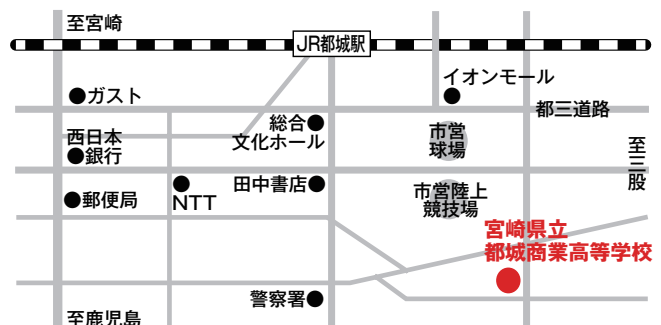 至宮崎
JR都城駅
イオンモール
●ガスト
都三道路
総合●
文化ホール
市営
球場
西日本
●銀行
至三股
田中書店●
市営陸上
競技場
●郵便局
NTT
宮崎県立
都城商業高等学校
警察署●
至鹿児島